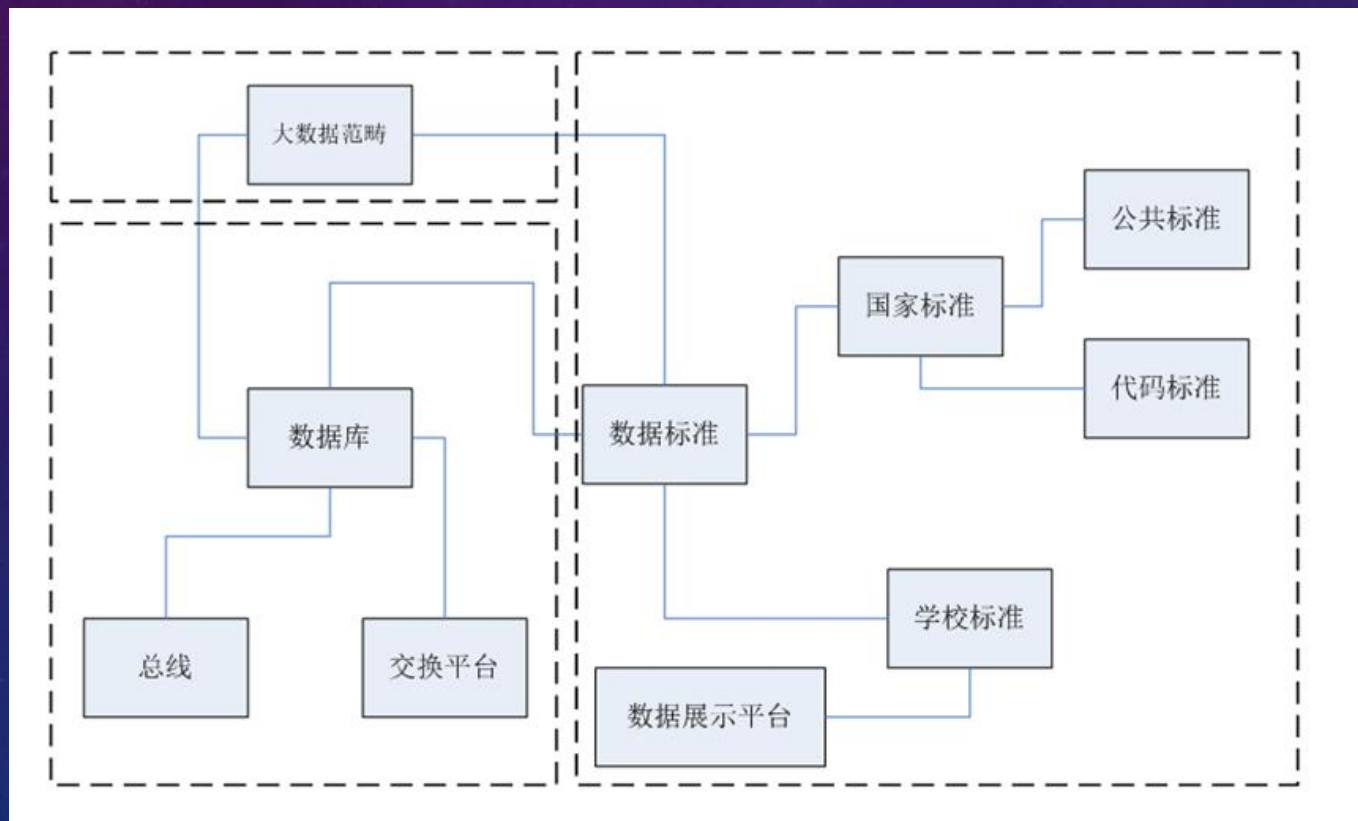 大数据范畴
公共标准
国家标准
代码标准
数据库
数据标准
学校标准
总线
交换平台
数据展示平台